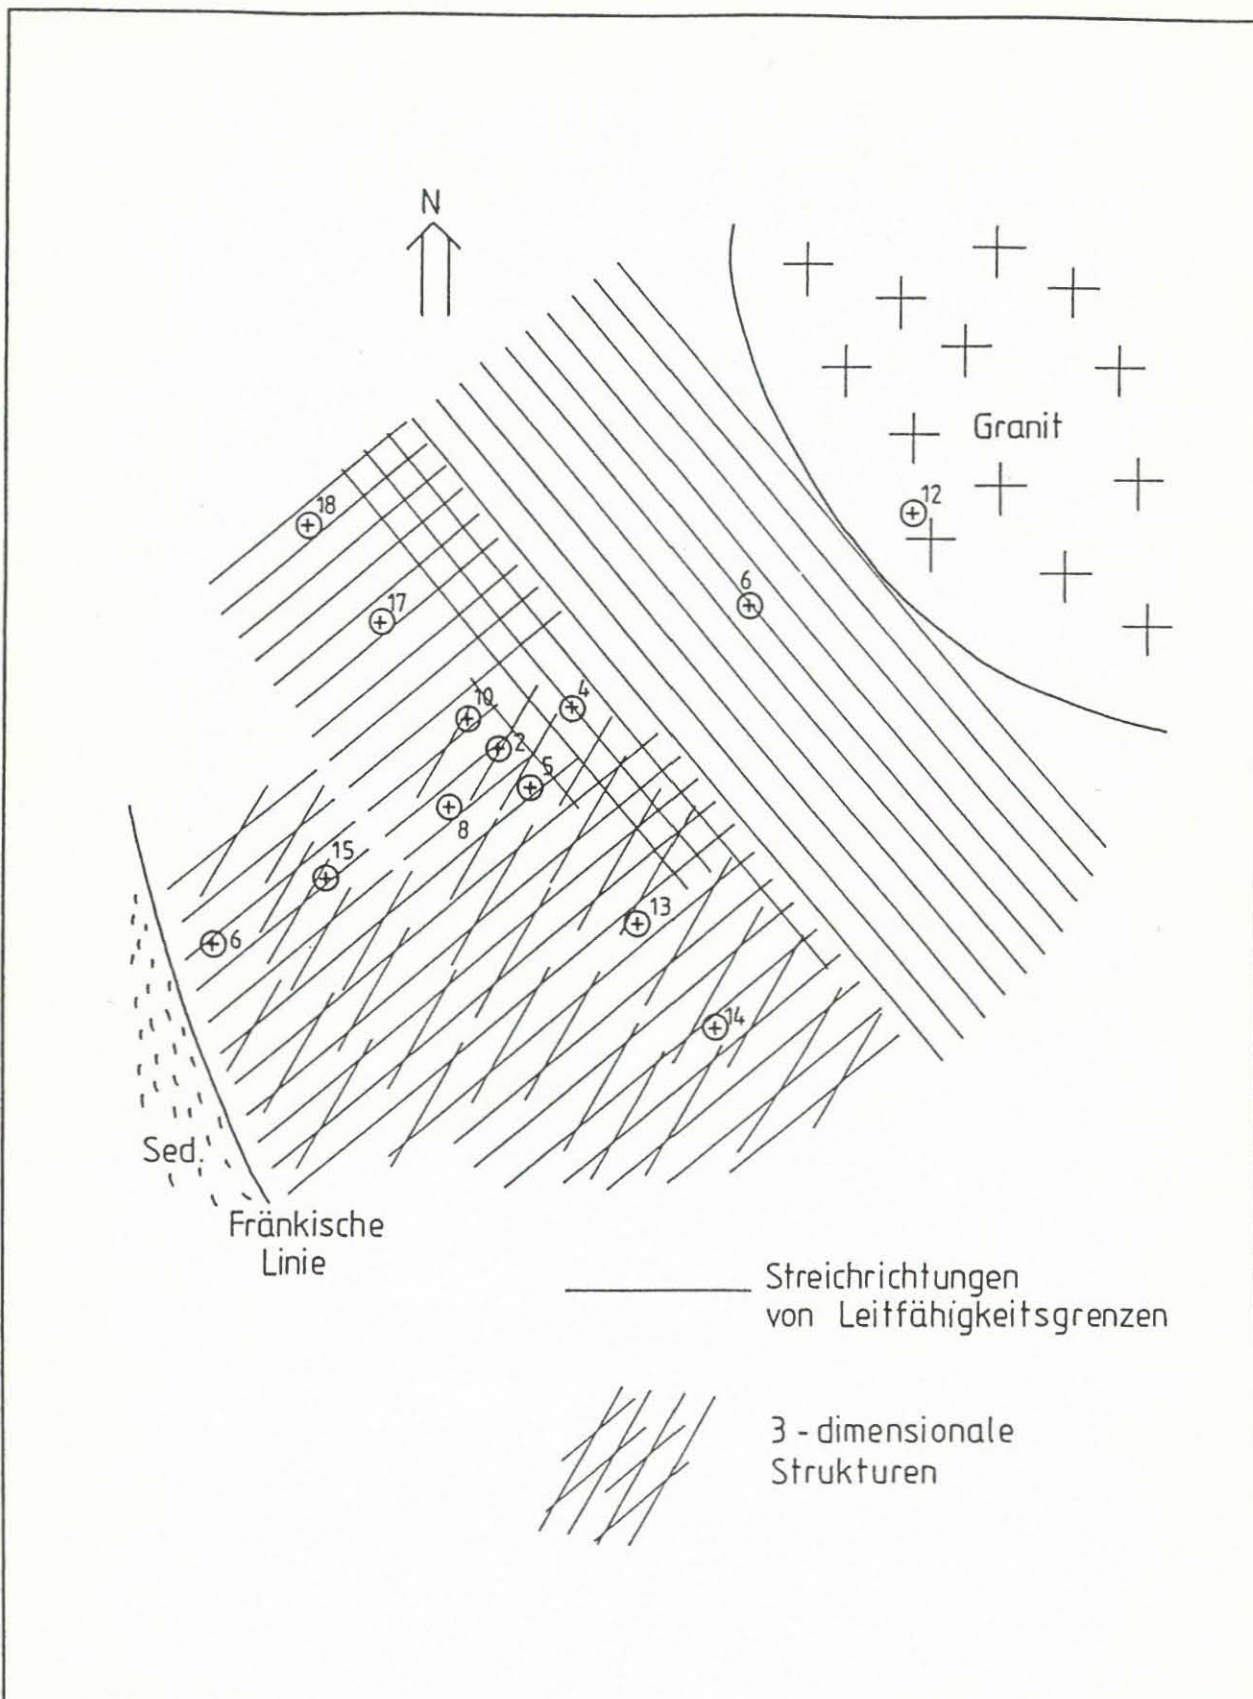 N
Granit
18
12
17
6
10
4
2
5
8
15
6
13
14
Sed.
Fränkische
Linie
Streichrichtungen
von Leitfähigkeitsgrenzen
3 - dimensionale
Strukturen